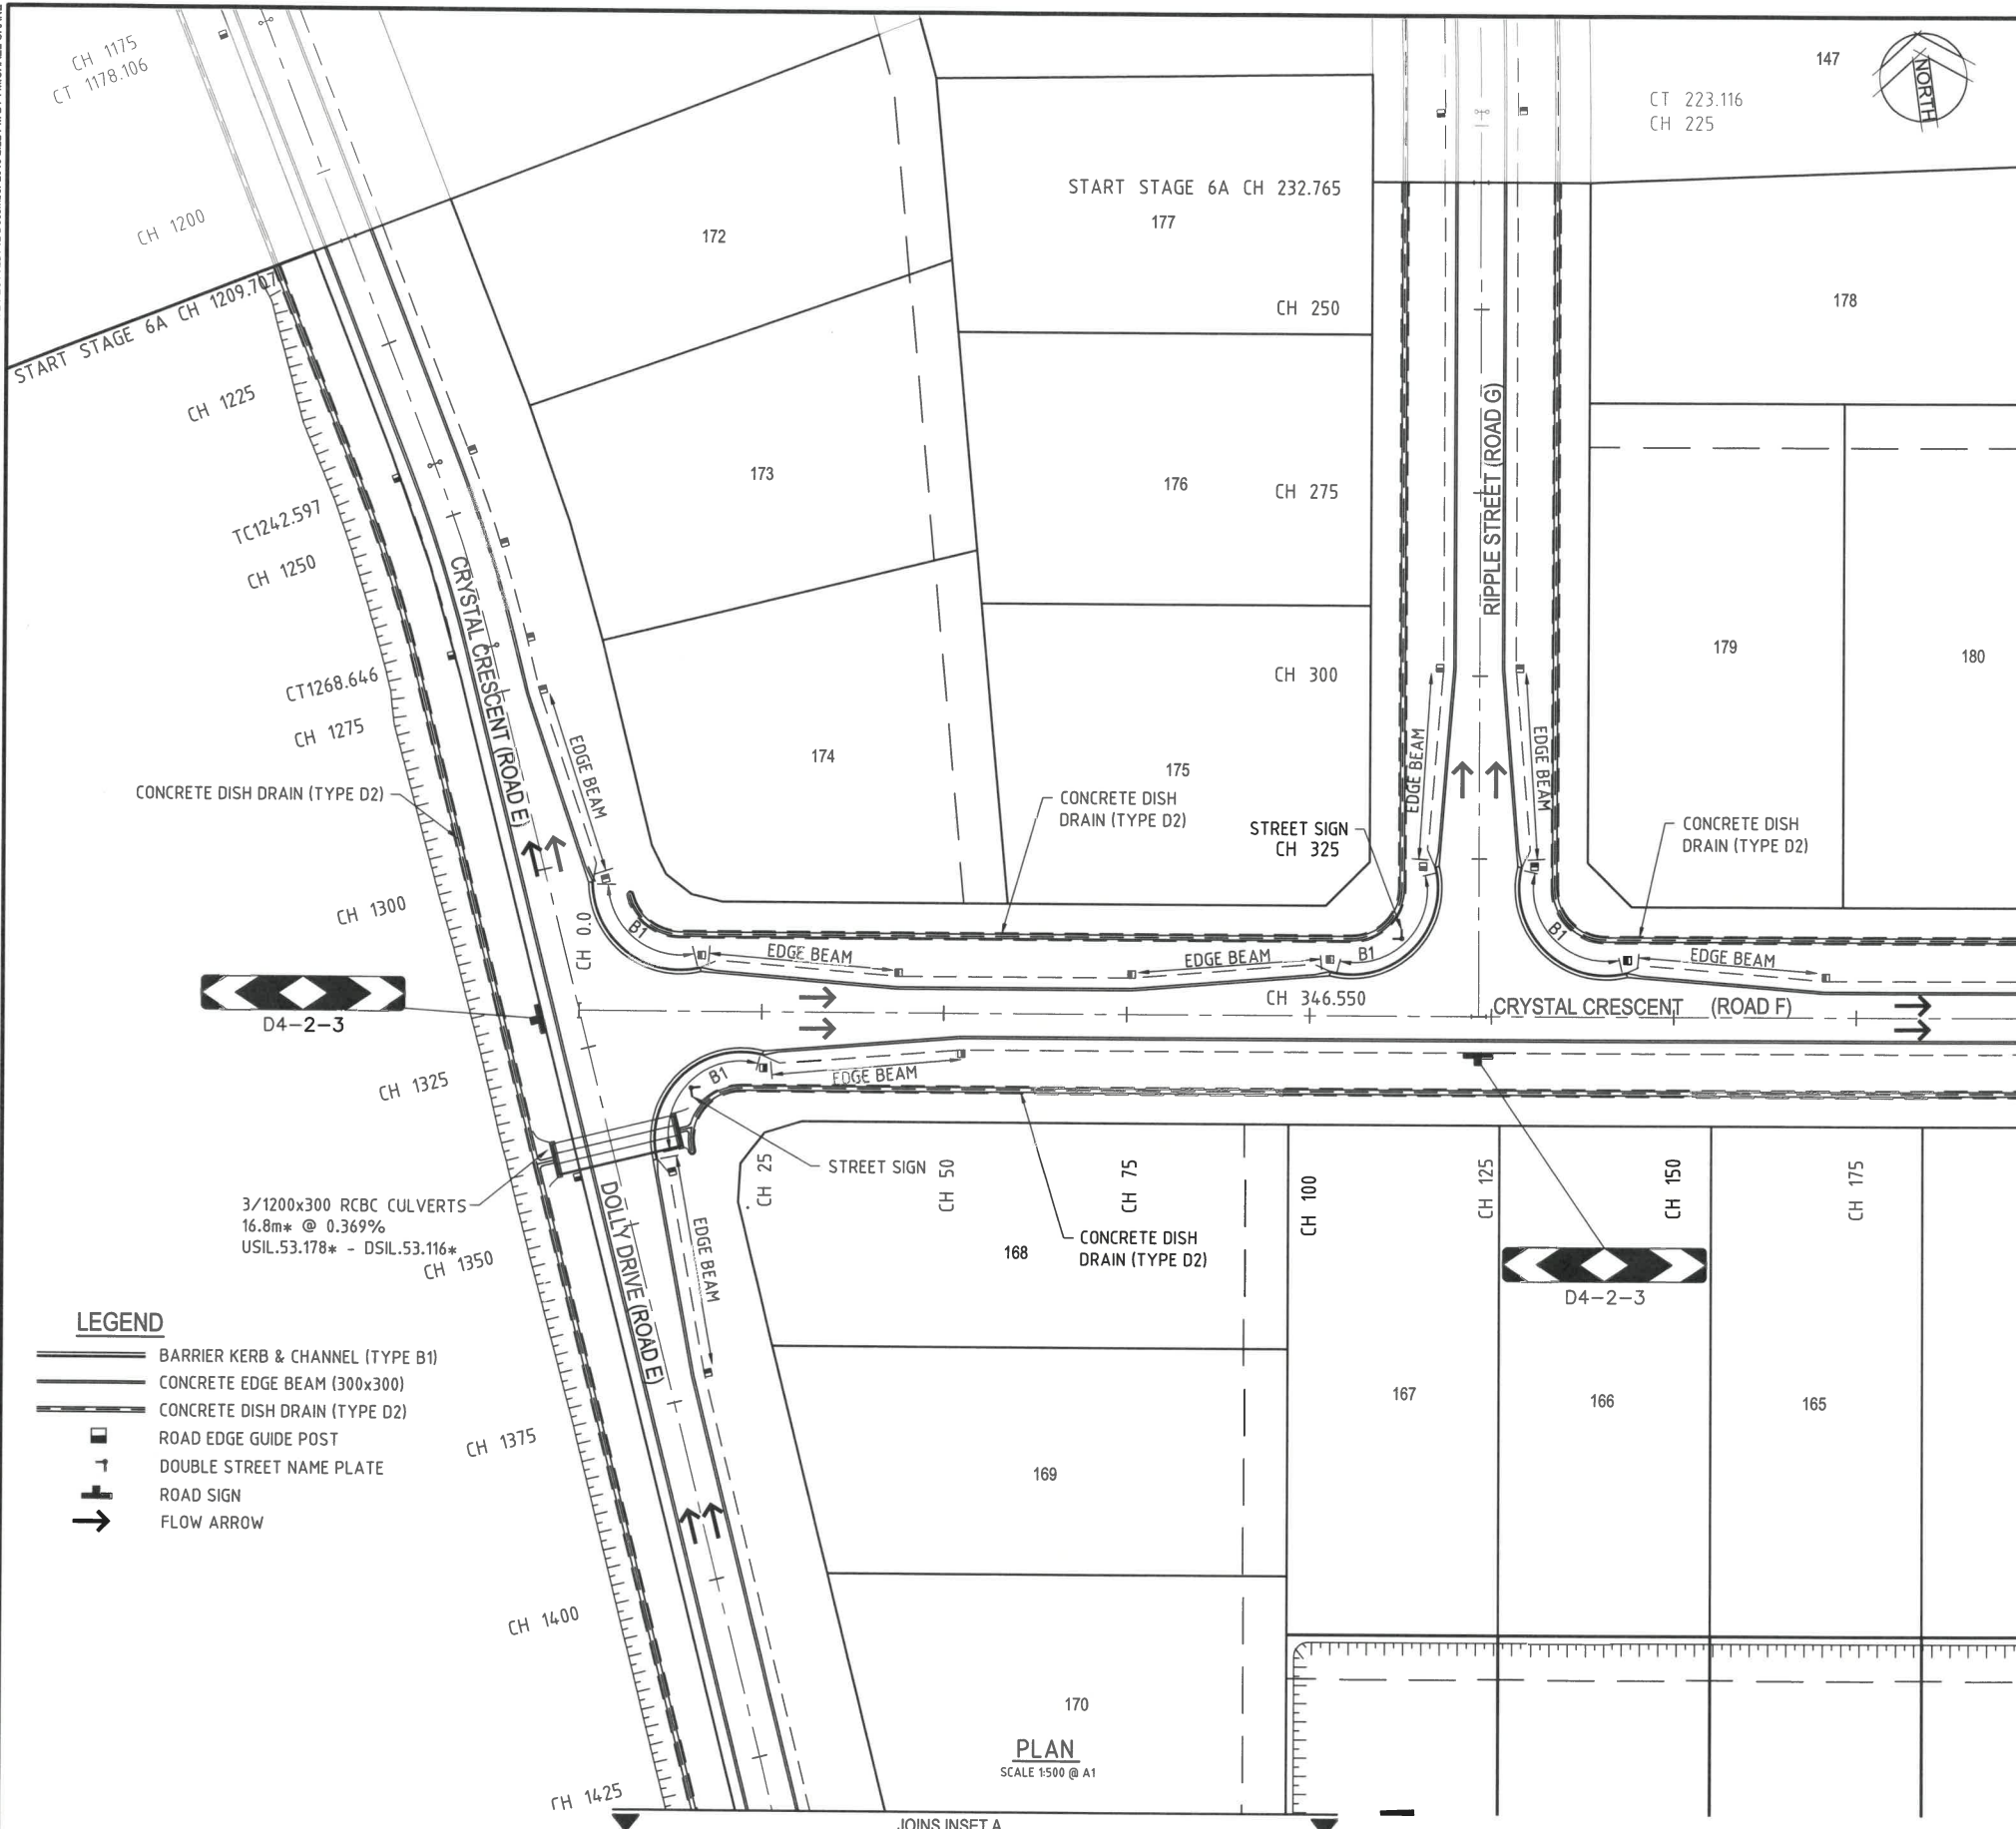 CH 1175
CT 1178.106
CH 1200
START STAGE 6A CH 1209.707
CH 1225
TC1242.597
CH 1250
CT1268.646
CH 1275
CONCRETE DISH DRAIN (TYPE D2)
CH 1300
D4-2-3
CH 1325
3/1200x300 RCBC CULVERTS
16.8m* @ 0.369%
USIL.53.178* - DSIL.53.116*
CH 1350
CH 1375
CH 1400
CH 1425
LEGEND
BARRIER KERB & CHANNEL (TYPE B1)
CONCRETE EDGE BEAM (300x300)
CONCRETE DISH DRAIN (TYPE D2)
ROAD EDGE GUIDE POST
DOUBLE STREET NAME PLATE
ROAD SIGN
FLOW ARROW
CRYSTAL CRESCENT (ROAD E)
EDGE BEAM
CH 0.0
B1
EDGE BEAM
172
173
174
START STAGE 6A CH 232.765
177
CH 250
176
CH 275
CH 300
175
CONCRETE DISH
DRAIN (TYPE D2)
STREET SIGN
CH 325
EDGE BEAM
B1
CH 346.550
RIPPLE STREET (ROAD G)
EDGE BEAM
EDGE BEAM
B1
EDGE BEAM
CRYSTAL CRESCENT (ROAD F)
147
CT 223.116
CH 225
NORTH
178
179
180
CONCRETE DISH
DRAIN (TYPE D2)
B1
EDGE BEAM
STREET SIGN
DOLLY DRIVE (ROAD E)
EDGE BEAM
CH 25
CH 50
CH 75
CH 100
CH 125
CH 150
CH 175
168
CONCRETE DISH
DRAIN (TYPE D2)
D4-2-3
167
166
165
169
170
PLAN
SCALE 1:500 @ A1
JOINS INSET A